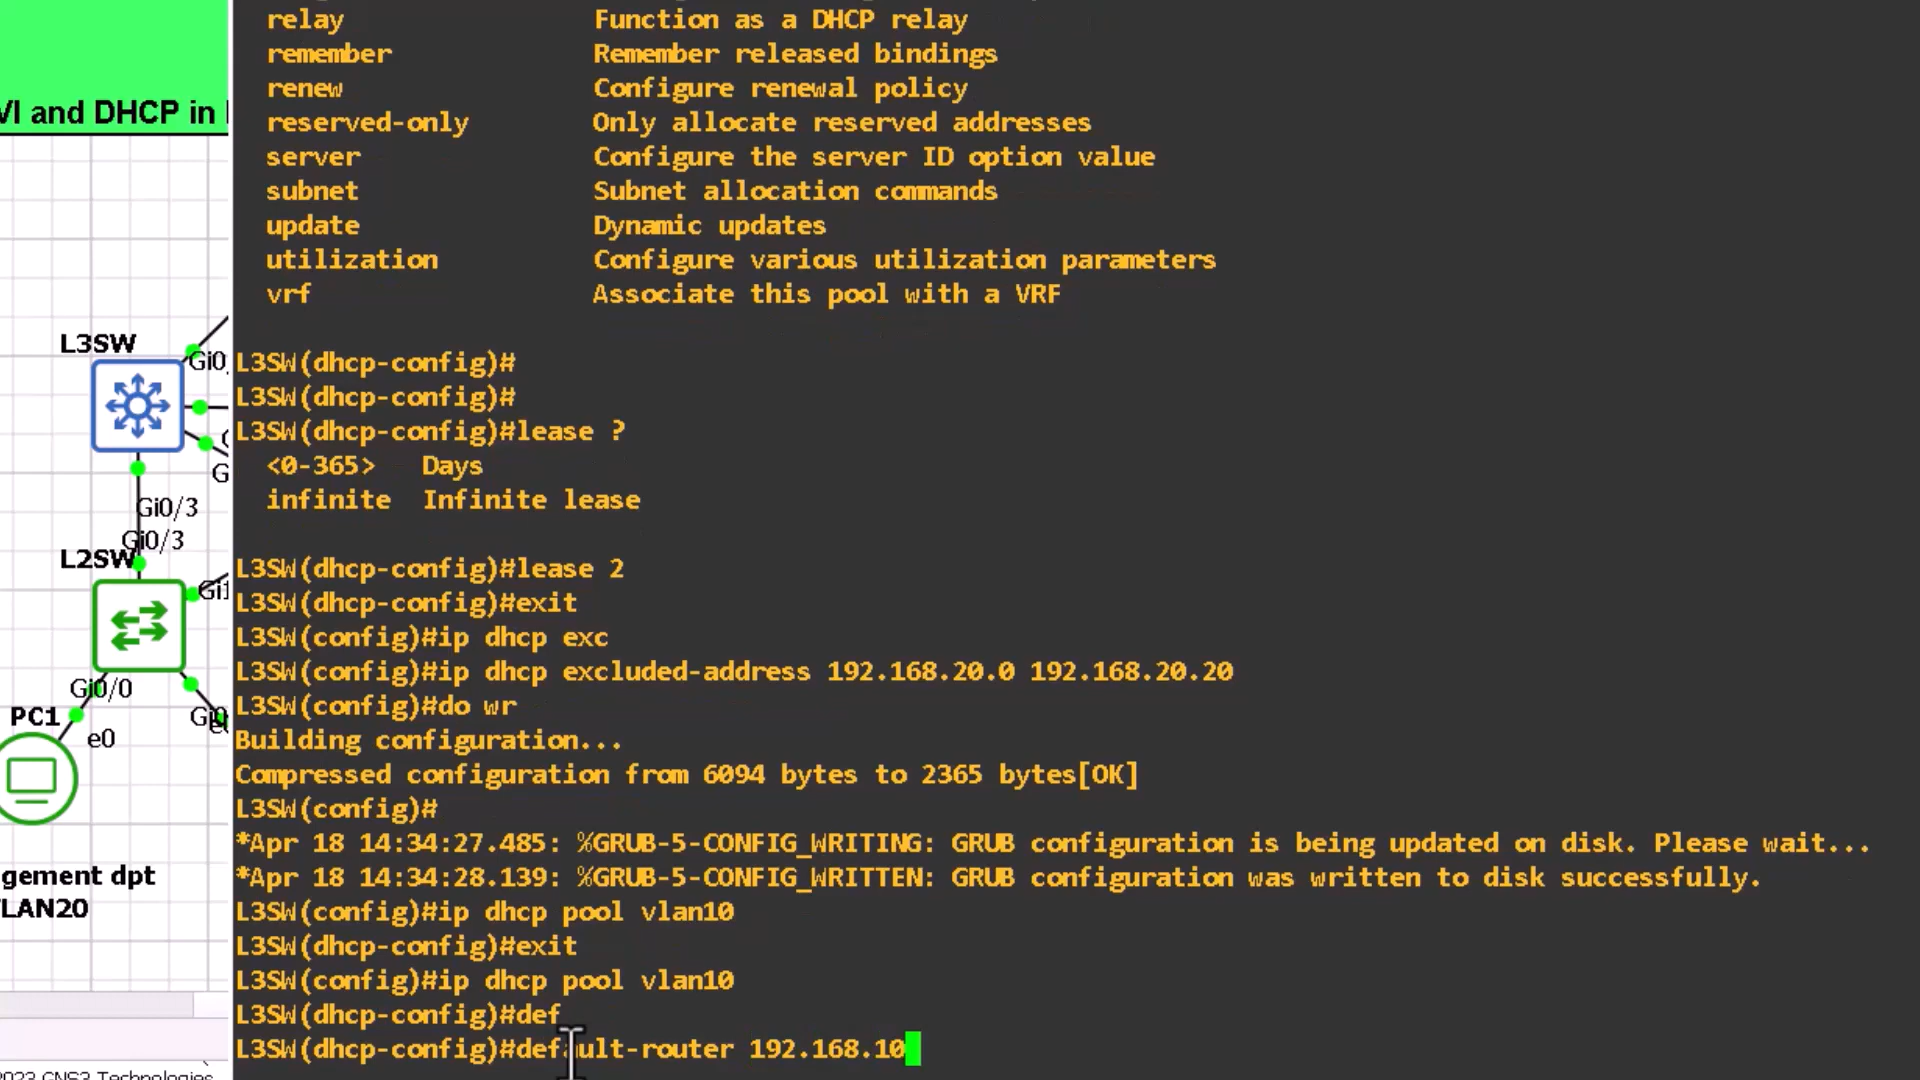 VI and DHCP in
L3SW
Gi0/3
Gi0/3
L2SW
Gi0/0
PC1
e0
gement dpt
LAN20
2023 GNS3 Technologies
relay Function as a DHCP relay
remember Remember released bindings
renew Configure renewal policy
reserved-only Only allocate reserved addresses
server Configure the server ID option value
subnet Subnet allocation commands
update Dynamic updates
utilization Configure various utilization parameters
vrf Associate this pool with a VRF
L3SW(dhcp-config)#
L3SW(dhcp-config)#
L3SW(dhcp-config)#lease ?
<0-365> Days
infinite Infinite lease
L3SW(dhcp-config)#lease 2
L3SW(dhcp-config)#exit
L3SW(config)#ip dhcp exc
L3SW(config)#ip dhcp excluded-address 192.168.20.0 192.168.20.20
L3SW(config)#do wr
Building configuration...
Compressed configuration from 6094 bytes to 2365 bytes[OK]
L3SW(config)#
*Apr 18 14:34:27.485: %GRUB-5-CONFIG_WRITING: GRUB configuration is being updated on disk. Please wait...
*Apr 18 14:34:28.139: %GRUB-5-CONFIG_WRITTEN: GRUB configuration was written to disk successfully.
L3SW(config)#ip dhcp pool vlan10
L3SW(dhcp-config)#exit
L3SW(config)#ip dhcp pool vlan10
L3SW(dhcp-config)#def
L3SW(dhcp-config)#default-router 192.168.10